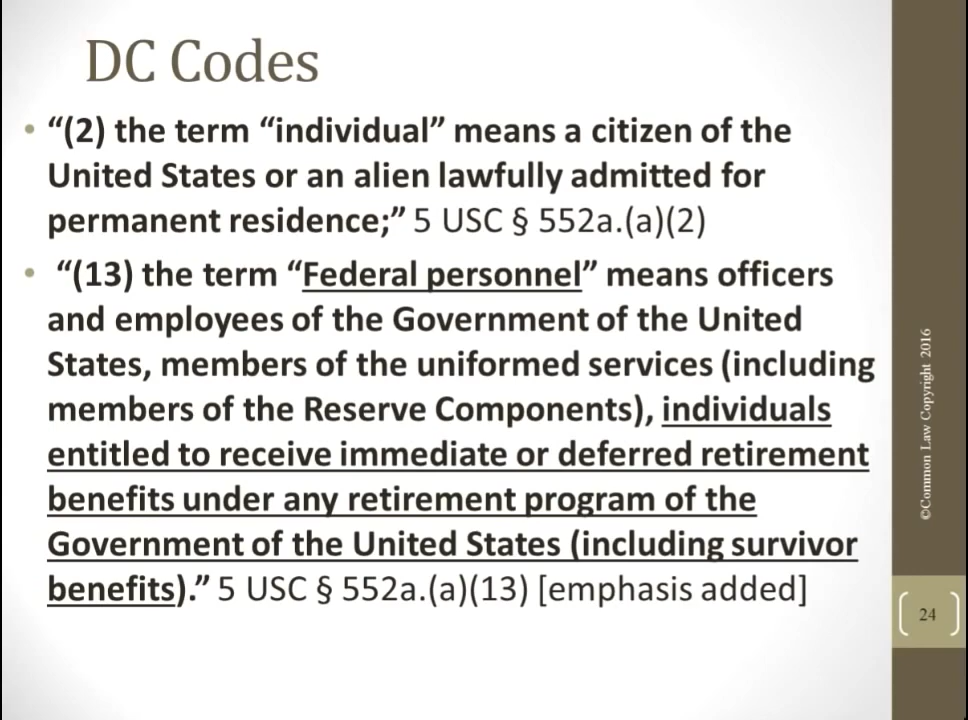 DC Codes
• “(2) the term “individual” means a citizen of the
United States or an alien lawfully admitted for
permanent residence;” 5 USC § 552a.(a)(2)
• “(13) the term “Federal personnel” means officers
and employees of the Government of the United
States, members of the uniformed services (including
members of the Reserve Components), individuals
entitled to receive immediate or deferred retirement
benefits under any retirement program of the
Government of the United States (including survivor
benefits).” 5 USC § 552a.(a)(13) [emphasis added]
©Common Law Copyright 2016
24